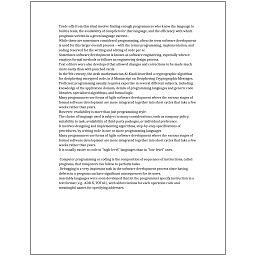 Trade-offs from this ideal involve finding enough programmers who know the language to
build a team, the availability of compilers for that language, and the efficiency with which
programs written in a given language execute.
While these are sometimes considered programming, often the term software development
is used for this larger overall process – with the terms programming, implementation, and
coding reserved for the writing and editing of code per se.
Sometimes software development is known as software engineering, especially when it
employs formal methods or follows an engineering design process.
Text editors were also developed that allowed changes and corrections to be made much
more easily than with punched cards.
In the 9th century, the Arab mathematician Al-Kindi described a cryptographic algorithm
for deciphering encrypted code, in A Manuscript on Deciphering Cryptographic Messages.
Proficient programming usually requires expertise in several different subjects, including
knowledge of the application domain, details of programming languages and generic code
libraries, specialized algorithms, and formal logic.
Many programmers use forms of Agile software development where the various stages of
formal software development are more integrated together into short cycles that take a few
weeks rather than years.
However, readability is more than just programming style.
The choice of language used is subject to many considerations, such as company policy,
suitability to task, availability of third-party packages, or individual preference.
It involves designing and implementing algorithms, step-by-step specifications of
procedures, by writing code in one or more programming languages.
Many programmers use forms of Agile software development where the various stages of
formal software development are more integrated together into short cycles that take a few
weeks rather than years.
It is usually easier to code in "high-level" languages than in "low-level" ones.
Computer programming or coding is the composition of sequences of instructions, called
programs, that computers can follow to perform tasks.
Debugging is a very important task in the software development process since having
defects in a program can have significant consequences for its users.
Assembly languages were soon developed that let the programmer specify instruction in a
text format (e.g., ADD X, TOTAL), with abbreviations for each operation code and
meaningful names for specifying addresses.